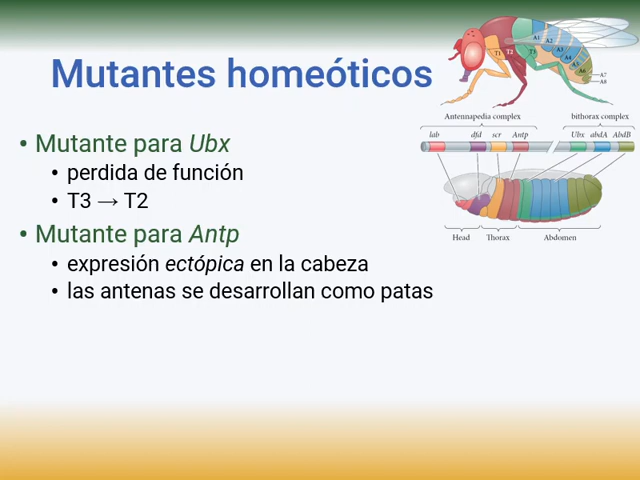 Mutantes homeóticos
• Mutante para Ubx
• perdida de función
• T3 → T2
• Mutante para Antp
• expresión ectópica en la cabeza
• las antenas se desarrollan como patas
T1 T2 T3 A1 A2 A3 A4 A5 A6 A7 A8
Antennapedia complex bithorax complex
lab dfd scr Antp Ubx abdA AbdB
Head Thorax Abdomen